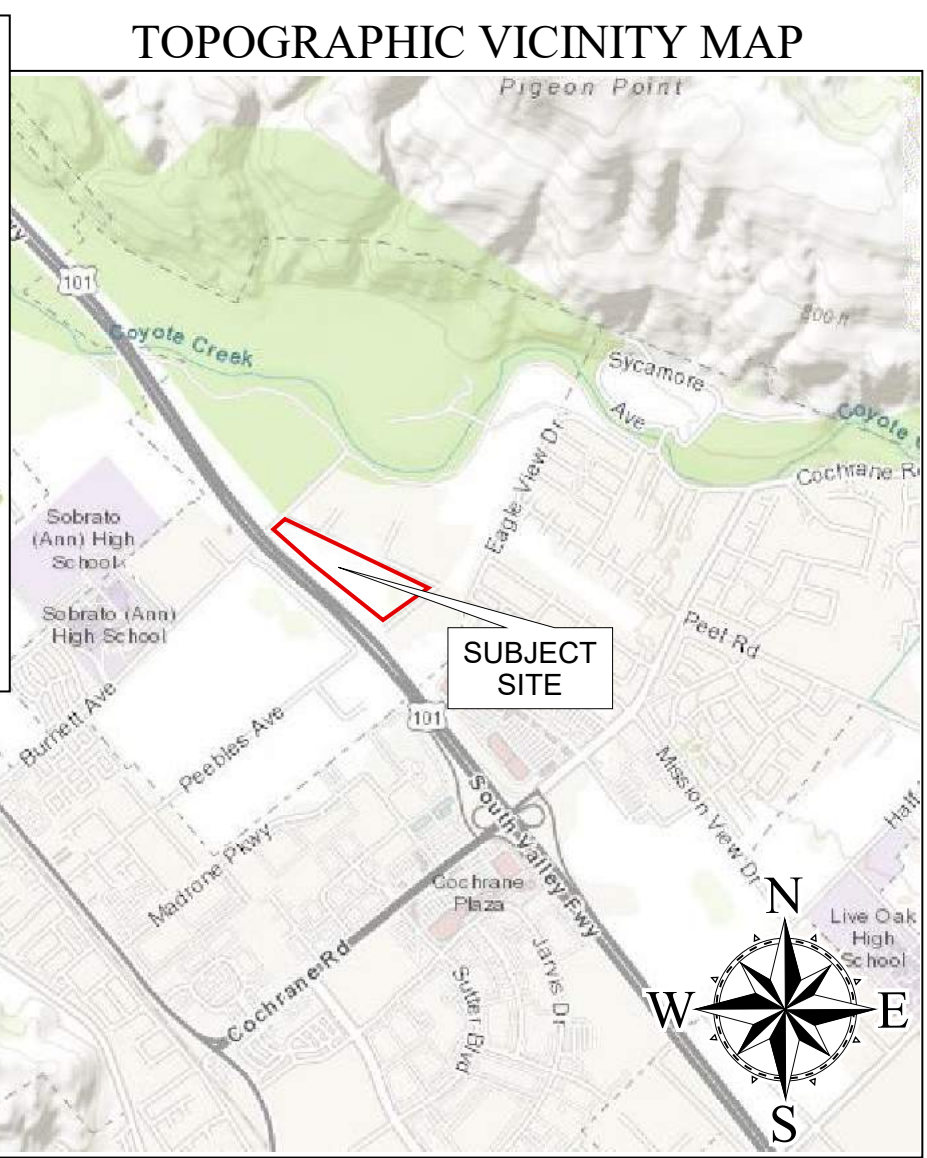 TOPOGRAPHIC VICINITY MAP
Pigeon Point
101
Coyote Creek
800 ft
Sycamore
Ave
Coyote
Eagle View Dr
Cochrane R
Sobrato
(Ann) High
School
Sobrato (Ann)
High School
SUBJECT
SITE
Peet Rd
Burnett Ave
Peebles Ave
101
Mission View Dr
Half
South Valley Fwy
Madrone Pkwy
Cochrane
Plaza
N
Live Oak
High
School
Cochrane Rd
Sutter Blvd
Jarvis Dr
W
E
S